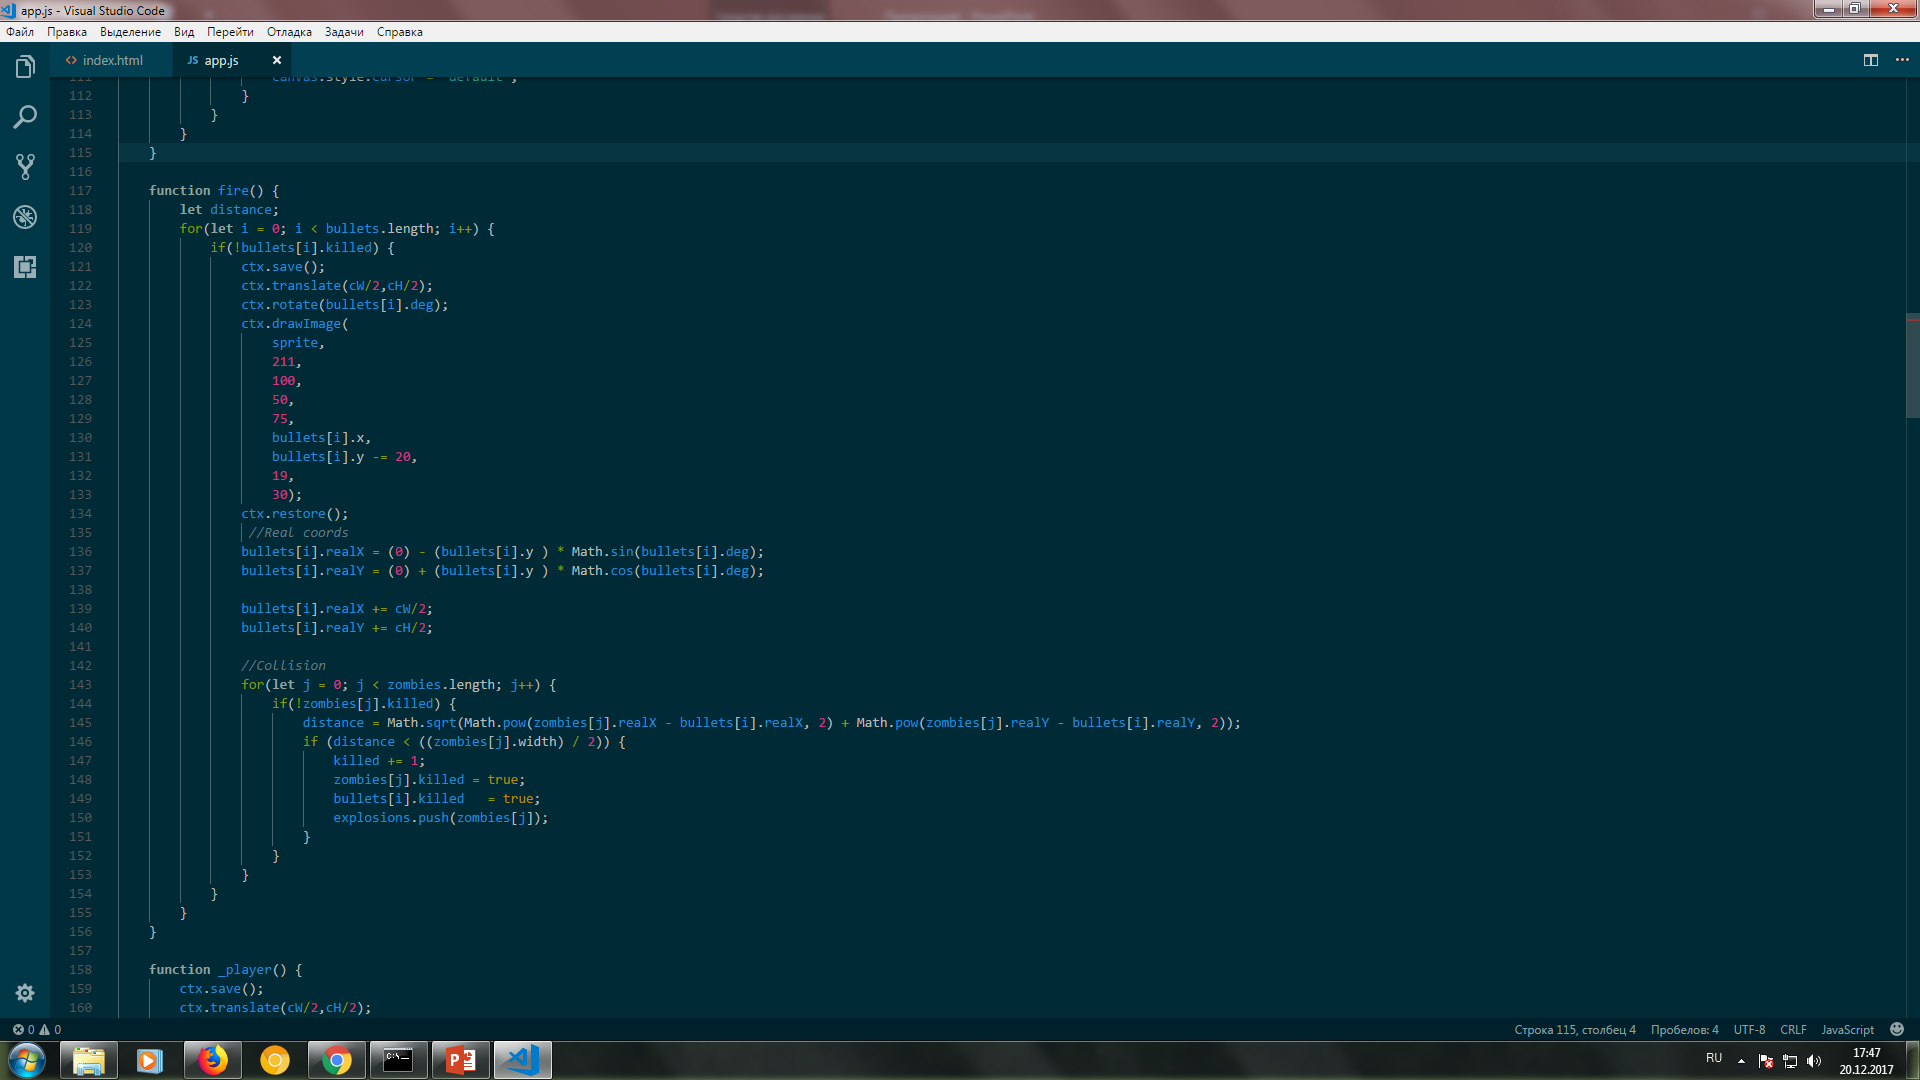 app.js - Visual Studio Code
Файл Правка Выделение Вид Перейти Отладка Задачи Справка
<> index.html JS app.js ×
111 canvas.style.cursor = "default";
112 }
113 }
114 }
115 }
116
117 function fire() {
118 let distance;
119 for(let i = 0; i < bullets.length; i++) {
120 if(!bullets[i].killed) {
121 ctx.save();
122 ctx.translate(cW/2,cH/2);
123 ctx.rotate(bullets[i].deg);
124 ctx.drawImage(
125 sprite,
126 211,
127 100,
128 50,
129 75,
130 bullets[i].x,
131 bullets[i].y -= 20,
132 19,
133 30);
134 ctx.restore();
135 //Real coords
136 bullets[i].realX = (0) - (bullets[i].y ) * Math.sin(bullets[i].deg);
137 bullets[i].realY = (0) + (bullets[i].y ) * Math.cos(bullets[i].deg);
138
139 bullets[i].realX += cW/2;
140 bullets[i].realY += cH/2;
141
142 //Collision
143 for(let j = 0; j < zombies.length; j++) {
144 if(!zombies[j].killed) {
145 distance = Math.sqrt(Math.pow(zombies[j].realX - bullets[i].realX, 2) + Math.pow(zombies[j].realY - bullets[i].realY, 2));
146 if (distance < ((zombies[j].width) / 2)) {
147 killed += 1;
148 zombies[j].killed = true;
149 bullets[i].killed   = true;
150 explosions.push(zombies[j]);
151 }
152 }
153 }
154 }
155 }
156 }
157
158 function _player() {
159 ctx.save();
160 ctx.translate(cW/2,cH/2);
0 0 Строка 115, столбец 4 Пробелов: 4 UTF-8 CRLF JavaScript
C:\_
RU 17:47
20.12.2017